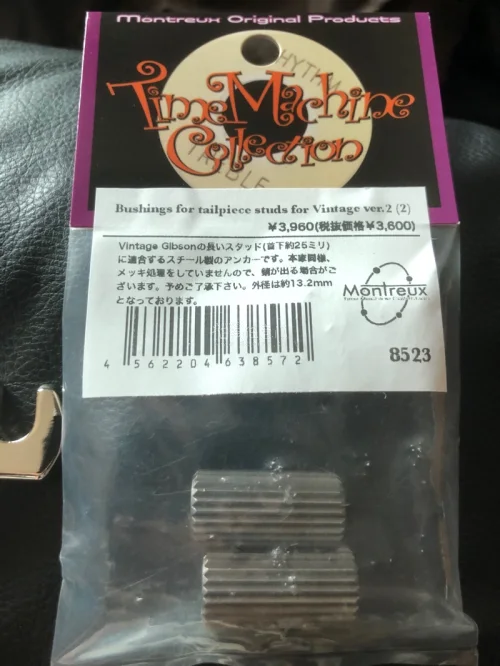 Montreux Original Products
RHYTHM
Time Machine
Collection
TREBLE
Bushings for tailpiece studs for Vintage ver.2 (2)
¥3,960(税抜価格¥3,600)
Vintage Gibsonの長いスタッド(首下約25ミリ)
に適合するスチール製のアンカーです。本家同様、
メッキ処理をしていませんので、錆が出る場合がご
ざいます。予めご了承下さい。外径は約13.2mm
となっております。
Montreux
4 562204 638572
8523